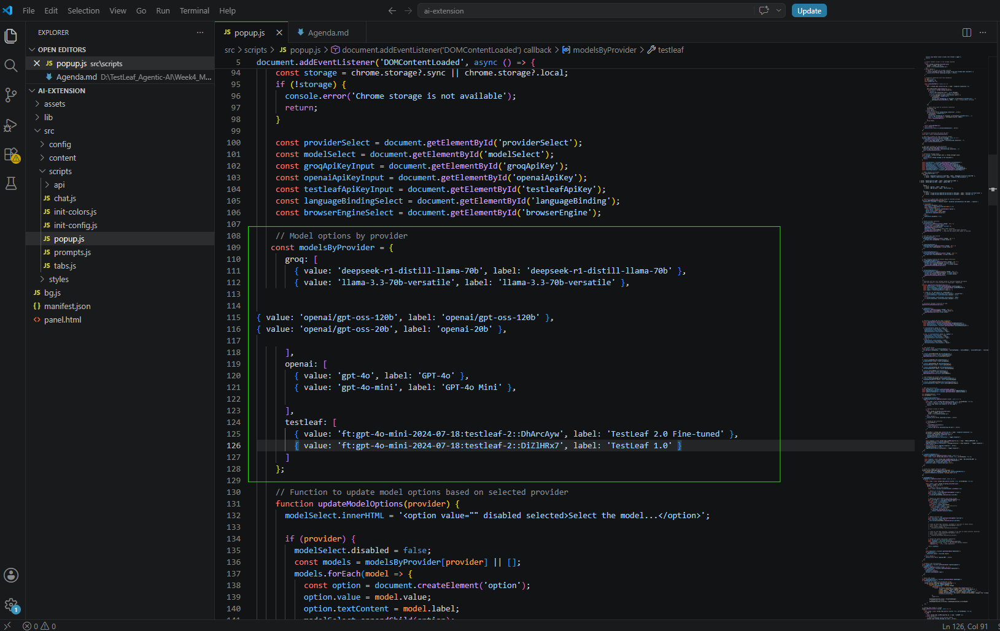 File Edit Selection View Go Run Terminal Help
ai-extension
Update
EXPLORER
OPEN EDITORS
JS popup.js src\scripts
Agenda.md D:\TestLeaf_Agentic-AI\Week4_M...
AI-EXTENSION
assets
lib
src
config
content
scripts
api
JS chat.js
JS init-colors.js
JS init-config.js
JS popup.js
JS prompts.js
JS tabs.js
styles
JS bg.js
{} manifest.json
<> panel.html
JS popup.js
Agenda.md
src > scripts > JS popup.js > document.addEventListener('DOMContentLoaded') callback > modelsByProvider > testleaf
5 document.addEventListener('DOMContentLoaded', async () => {
94 const storage = chrome.storage?.sync || chrome.storage?.local;
95 if (!storage) {
96 console.error('Chrome storage is not available');
97 return;
98 }
99
100 const providerSelect = document.getElementById('providerSelect');
101 const modelSelect = document.getElementById('modelSelect');
102 const groqApiKeyInput = document.getElementById('groqApiKey');
103 const openaiApiKeyInput = document.getElementById('openaiApiKey');
104 const testleafApiKeyInput = document.getElementById('testleafApiKey');
105 const languageBindingSelect = document.getElementById('languageBinding');
106 const browserEngineSelect = document.getElementById('browserEngine');
107
108 // Model options by provider
109 const modelsByProvider = {
110 groq: [
111 { value: 'deepseek-r1-distill-llama-70b', label: 'deepseek-r1-distill-llama-70b' },
112 { value: 'llama-3.3-70b-versatile', label: 'llama-3.3-70b-versatile' },
113
114
115 { value: 'openai/gpt-oss-120b', label: 'openai/gpt-oss-120b' },
116 { value: 'openai/gpt-oss-20b', label: 'openai-20b' },
117
118 ],
119 openai: [
120 { value: 'gpt-4o', label: 'GPT-4o' },
121 { value: 'gpt-4o-mini', label: 'GPT-4o Mini' },
122
123 ],
124 testleaf: [
125 { value: 'ft:gpt-4o-mini-2024-07-18:testleaf-2::DhArcAyw', label: 'TestLeaf 2.0 Fine-tuned' },
126 { value: 'ft:gpt-4o-mini-2024-07-18:testleaf-2::DiZlHRx7', label: 'TestLeaf 1.0' }
127 ]
128 };
129
130 // Function to update model options based on selected provider
131 function updateModelOptions(provider) {
132 modelSelect.innerHTML = '<option value="" disabled selected>Select the model...</option>';
133
134 if (provider) {
135 modelSelect.disabled = false;
136 const models = modelsByProvider[provider] || [];
137 models.forEach(model => {
138 const option = document.createElement('option');
139 option.value = model.value;
140 option.textContent = model.label;
1
0 0
Ln 126, Col 91